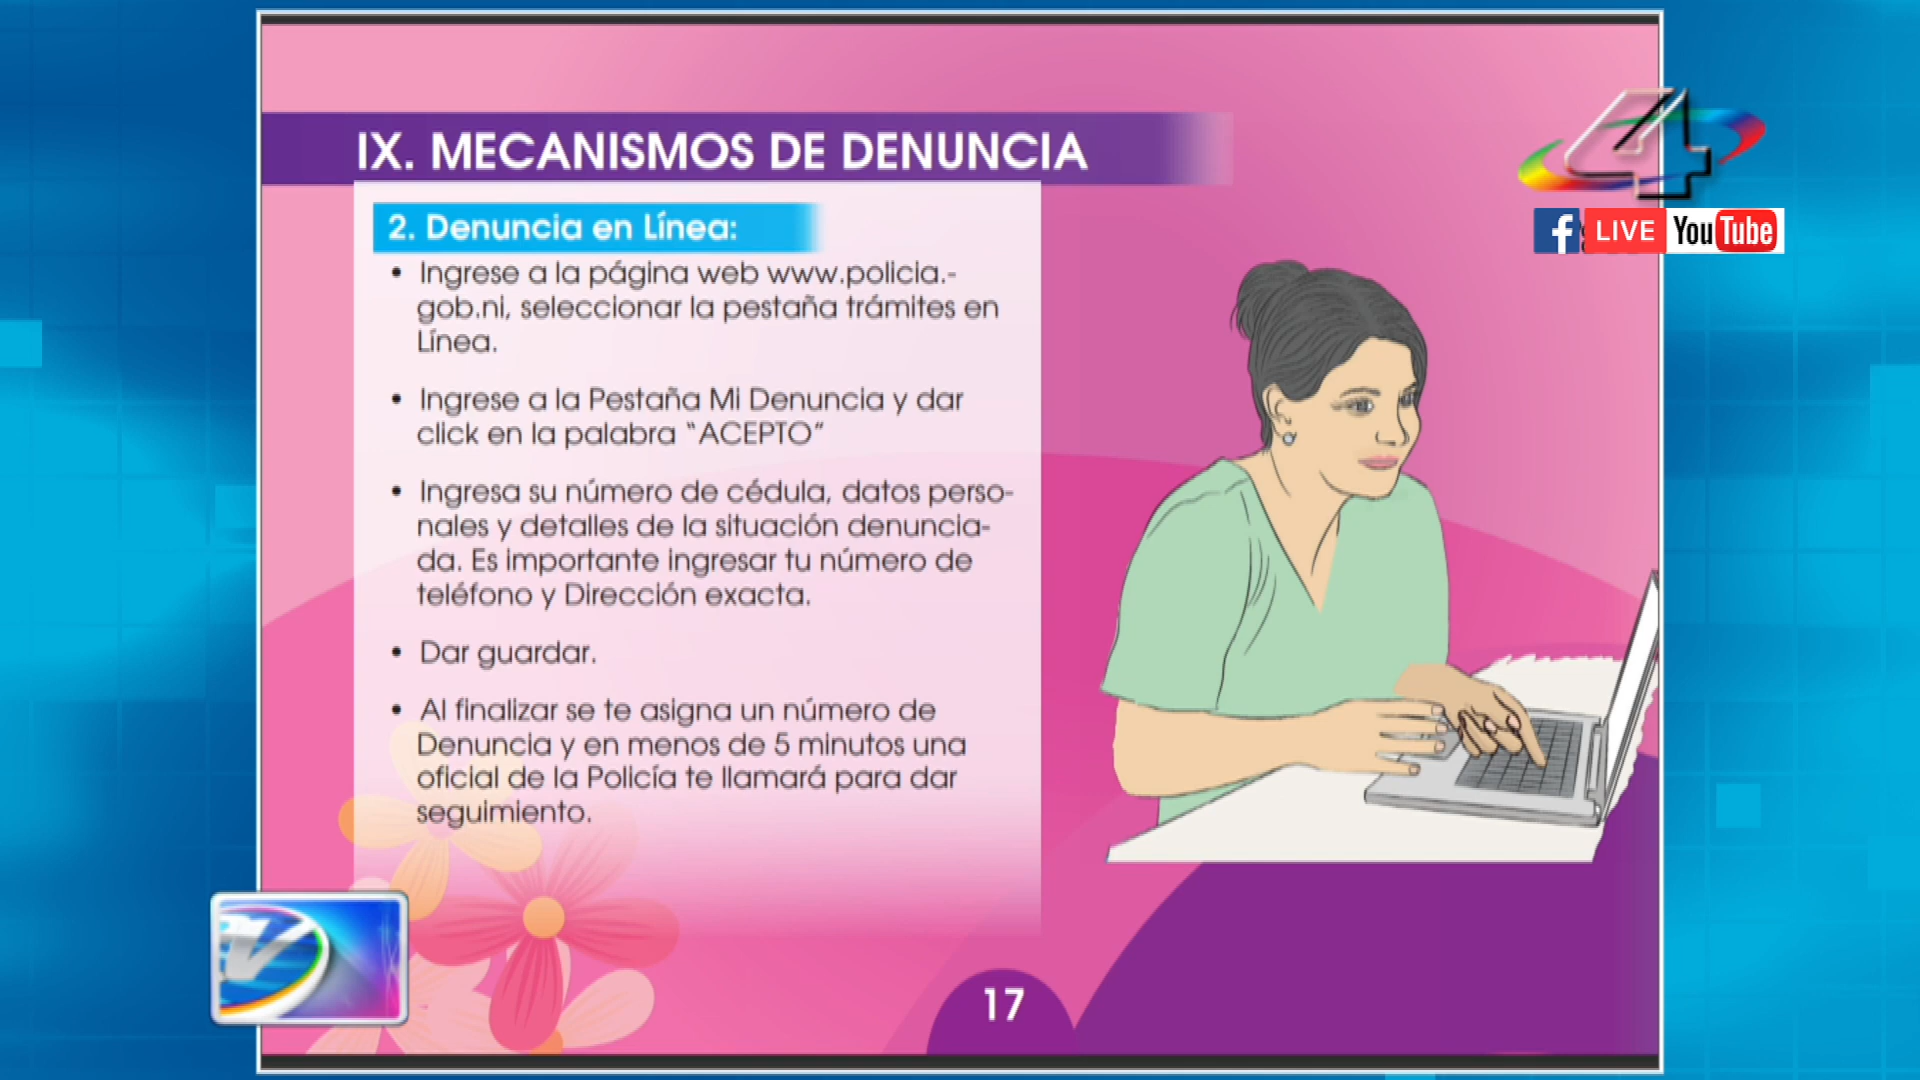 IX. MECANISMOS DE DENUNCIA
4
f LIVE YouTube
2. Denuncia en Línea:
• Ingrese a la página web www.policia.-
gob.ni, seleccionar la pestaña trámites en
Línea.
• Ingrese a la Pestaña Mi Denuncia y dar
click en la palabra “ACEPTO”
• Ingresa su número de cédula, datos perso-
nales y detalles de la situación denuncia-
da. Es importante ingresar tu número de
teléfono y Dirección exacta.
• Dar guardar.
• Al finalizar se te asigna un número de
Denuncia y en menos de 5 minutos una
oficial de la Policía te llamará para dar
seguimiento.
17